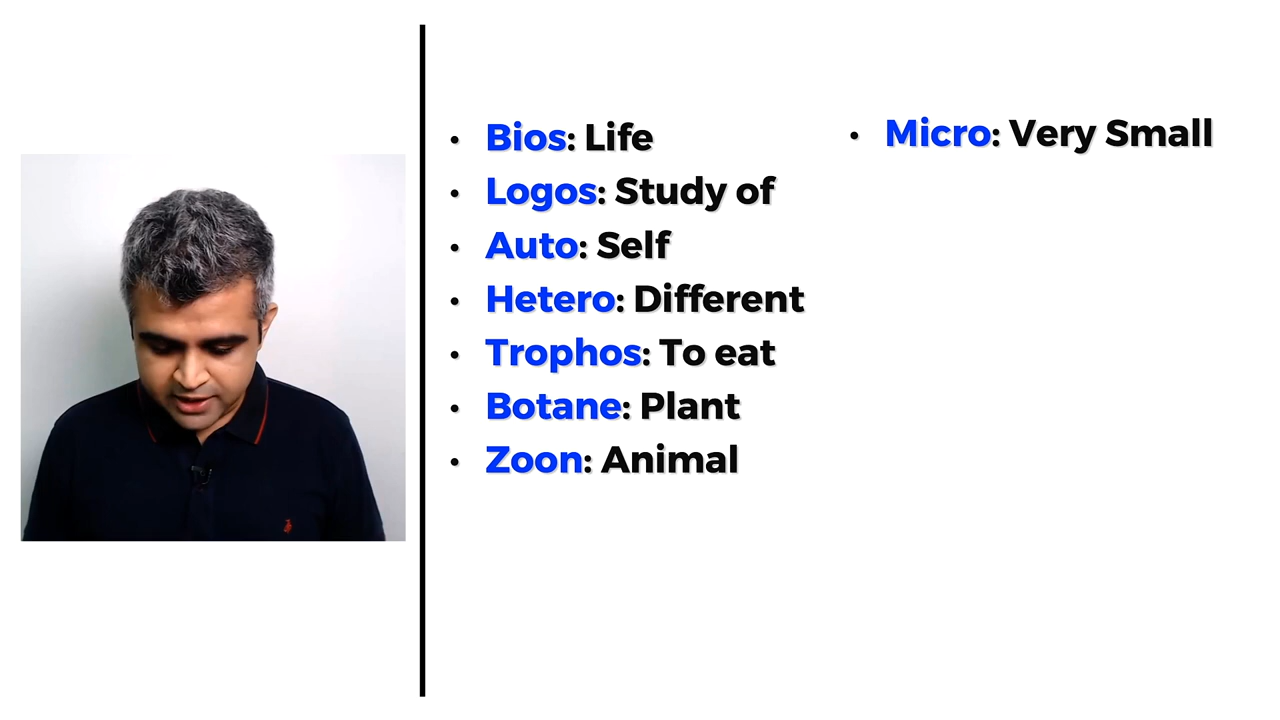 Bios: Life
Logos: Study of
Auto: Self
Hetero: Different
Trophos: To eat
Botane: Plant
Zoon: Animal
Micro: Very Small